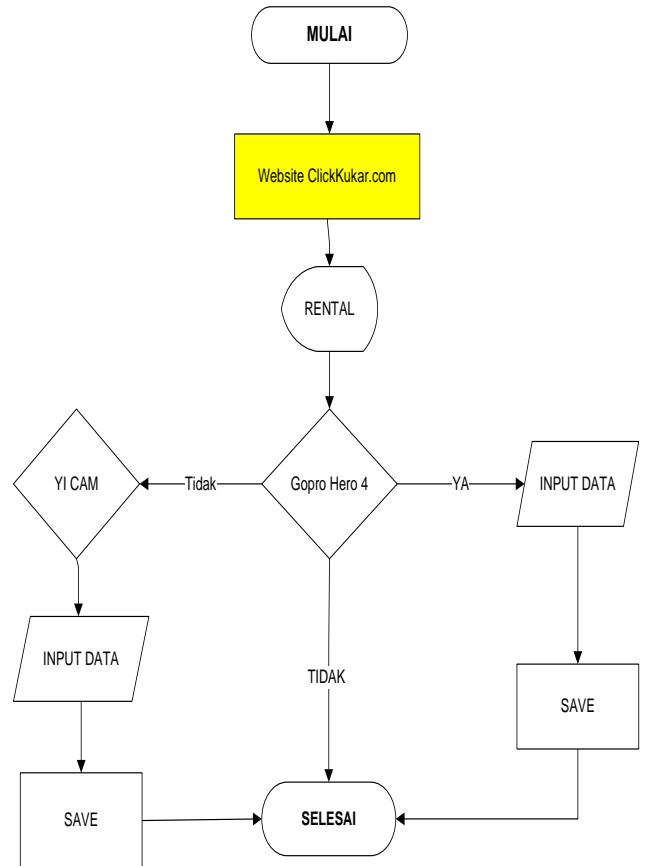 MULAI
Website ClickKukar.com
RENTAL
YI CAM
Tidak
Gopro Hero 4
YA
INPUT DATA
INPUT DATA
TIDAK
SAVE
SAVE
SELESAI